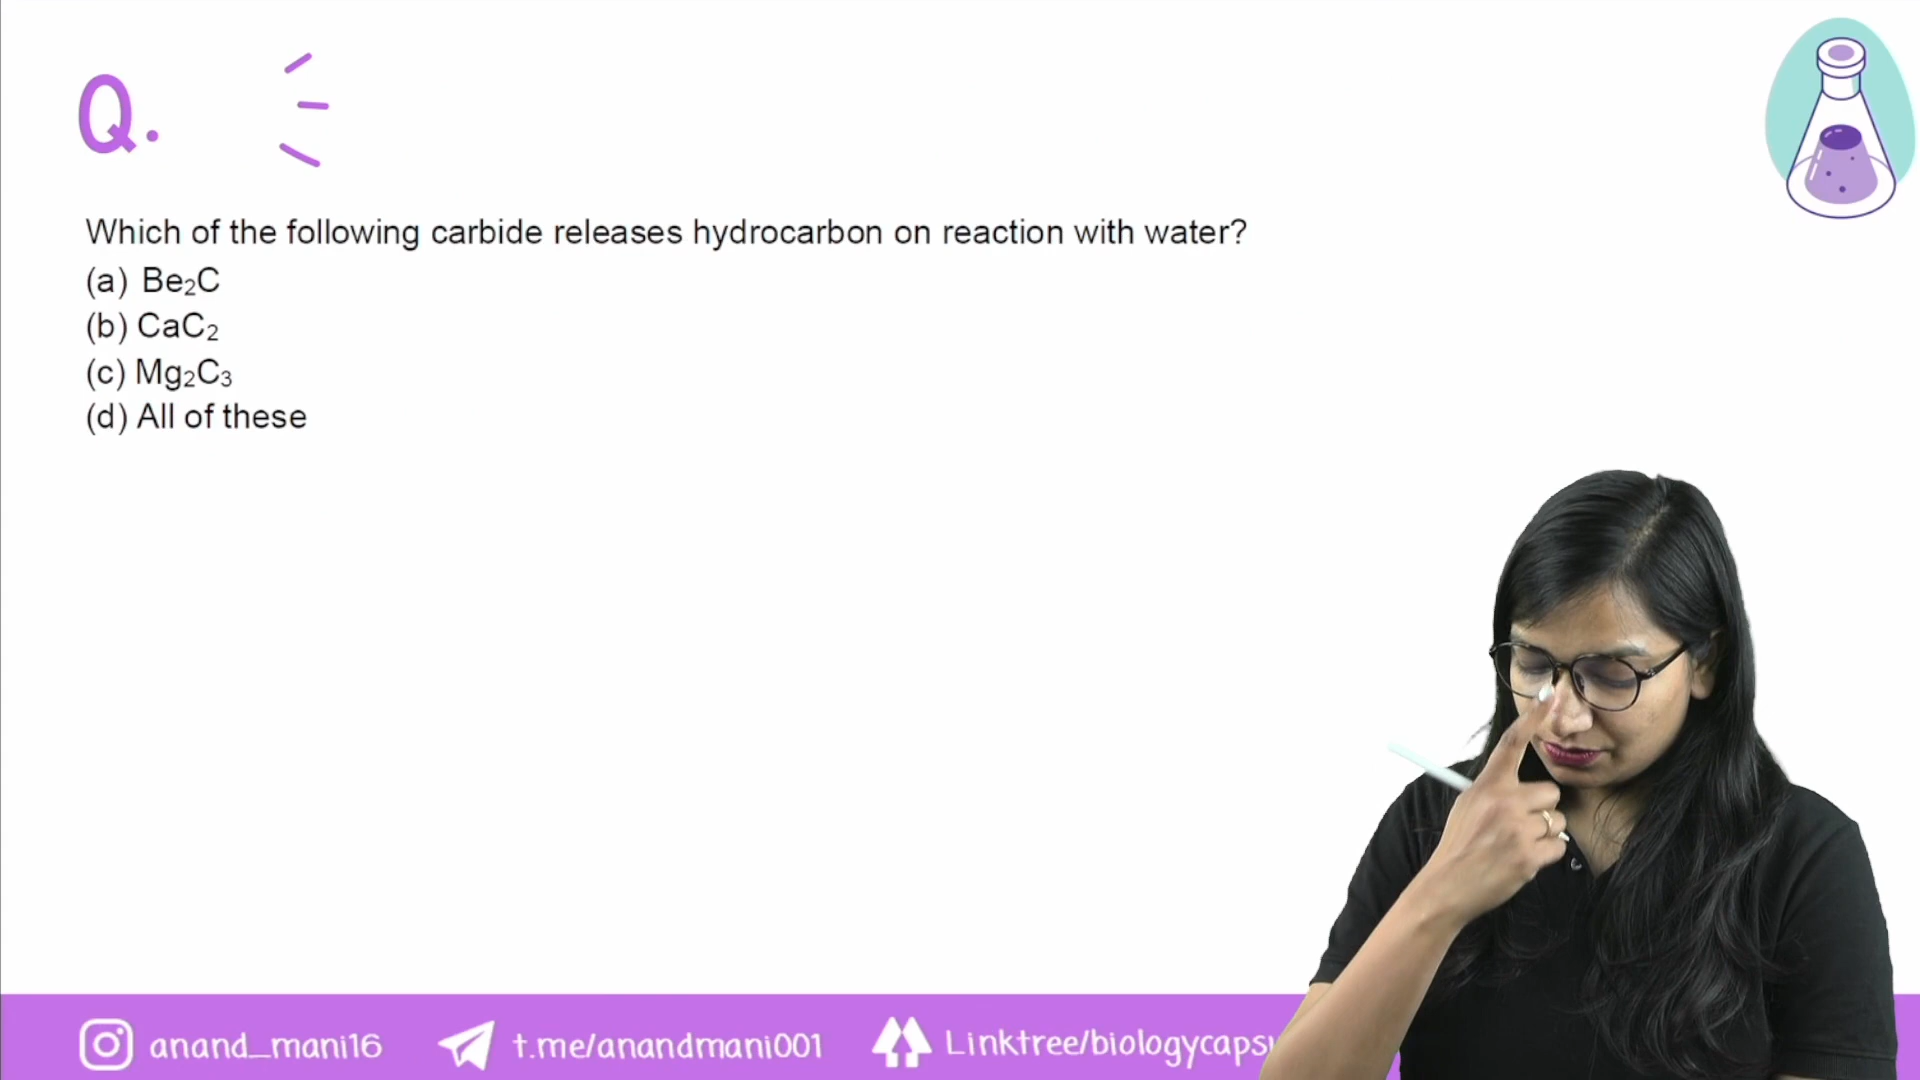 Q.
Which of the following carbide releases hydrocarbon on reaction with water?
(a) Be₂C
(b) CaC₂
(c) Mg₂C₃
(d) All of these
anand_mani16 t.me/anandmani001 Linktree/biologycaps